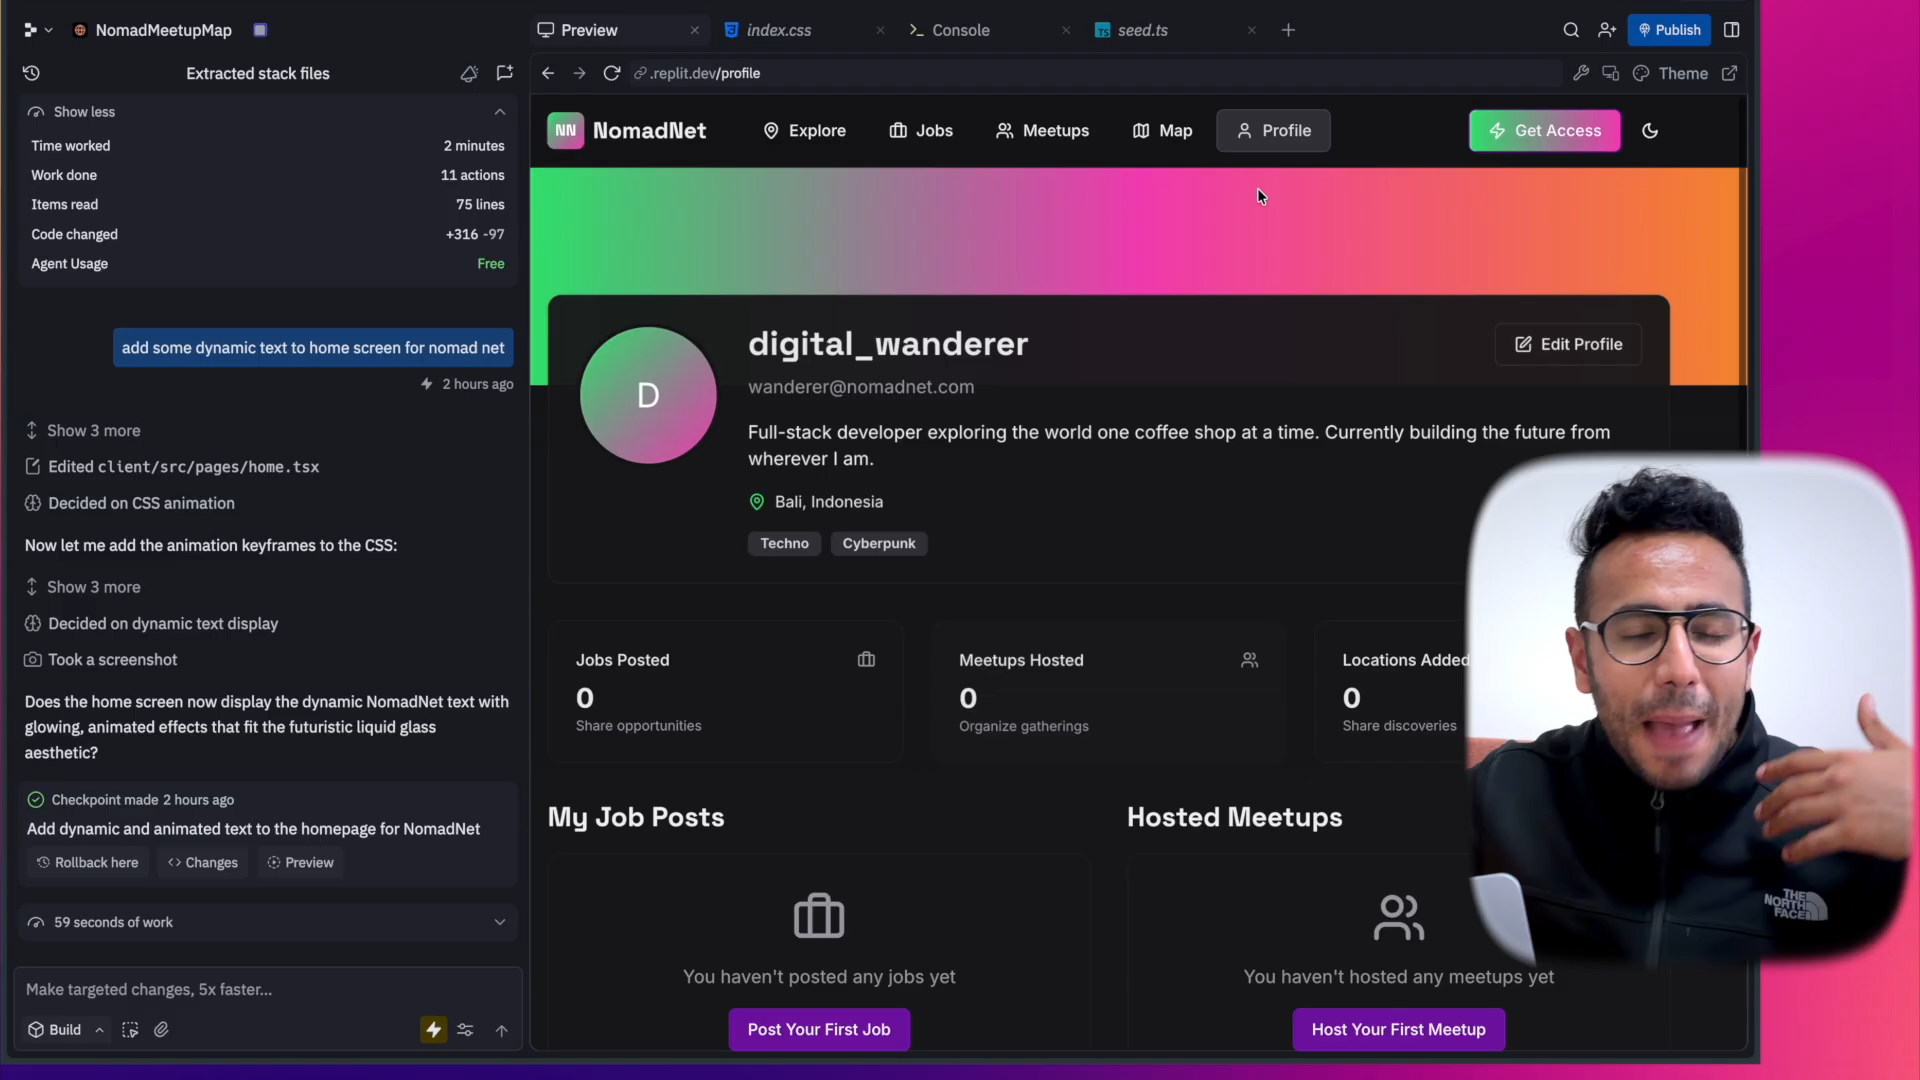 NomadMeetupMap
Preview
index.css
Console
seed.ts
Publish
Extracted stack files
.replit.dev/profile
Theme
Show less
Time worked 2 minutes
Work done 11 actions
Items read 75 lines
Code changed +316 -97
Agent Usage Free
add some dynamic text to home screen for nomad net
2 hours ago
Show 3 more
Edited client/src/pages/home.tsx
Decided on CSS animation
Now let me add the animation keyframes to the CSS:
Show 3 more
Decided on dynamic text display
Took a screenshot
Does the home screen now display the dynamic NomadNet text with
glowing, animated effects that fit the futuristic liquid glass
aesthetic?
Checkpoint made 2 hours ago
Add dynamic and animated text to the homepage for NomadNet
Rollback here
Changes
Preview
59 seconds of work
Make targeted changes, 5x faster...
Build
NN NomadNet
Explore
Jobs
Meetups
Map
Profile
Get Access
D
digital_wanderer
Edit Profile
wanderer@nomadnet.com
Full-stack developer exploring the world one coffee shop at a time. Currently building the future from
wherever I am.
Bali, Indonesia
Techno
Cyberpunk
Jobs Posted
0
Share opportunities
Meetups Hosted
0
Organize gatherings
Locations Added
0
Share discoveries
My Job Posts
You haven't posted any jobs yet
Post Your First Job
Hosted Meetups
You haven't hosted any meetups yet
Host Your First Meetup
THE
NORTH
FACE